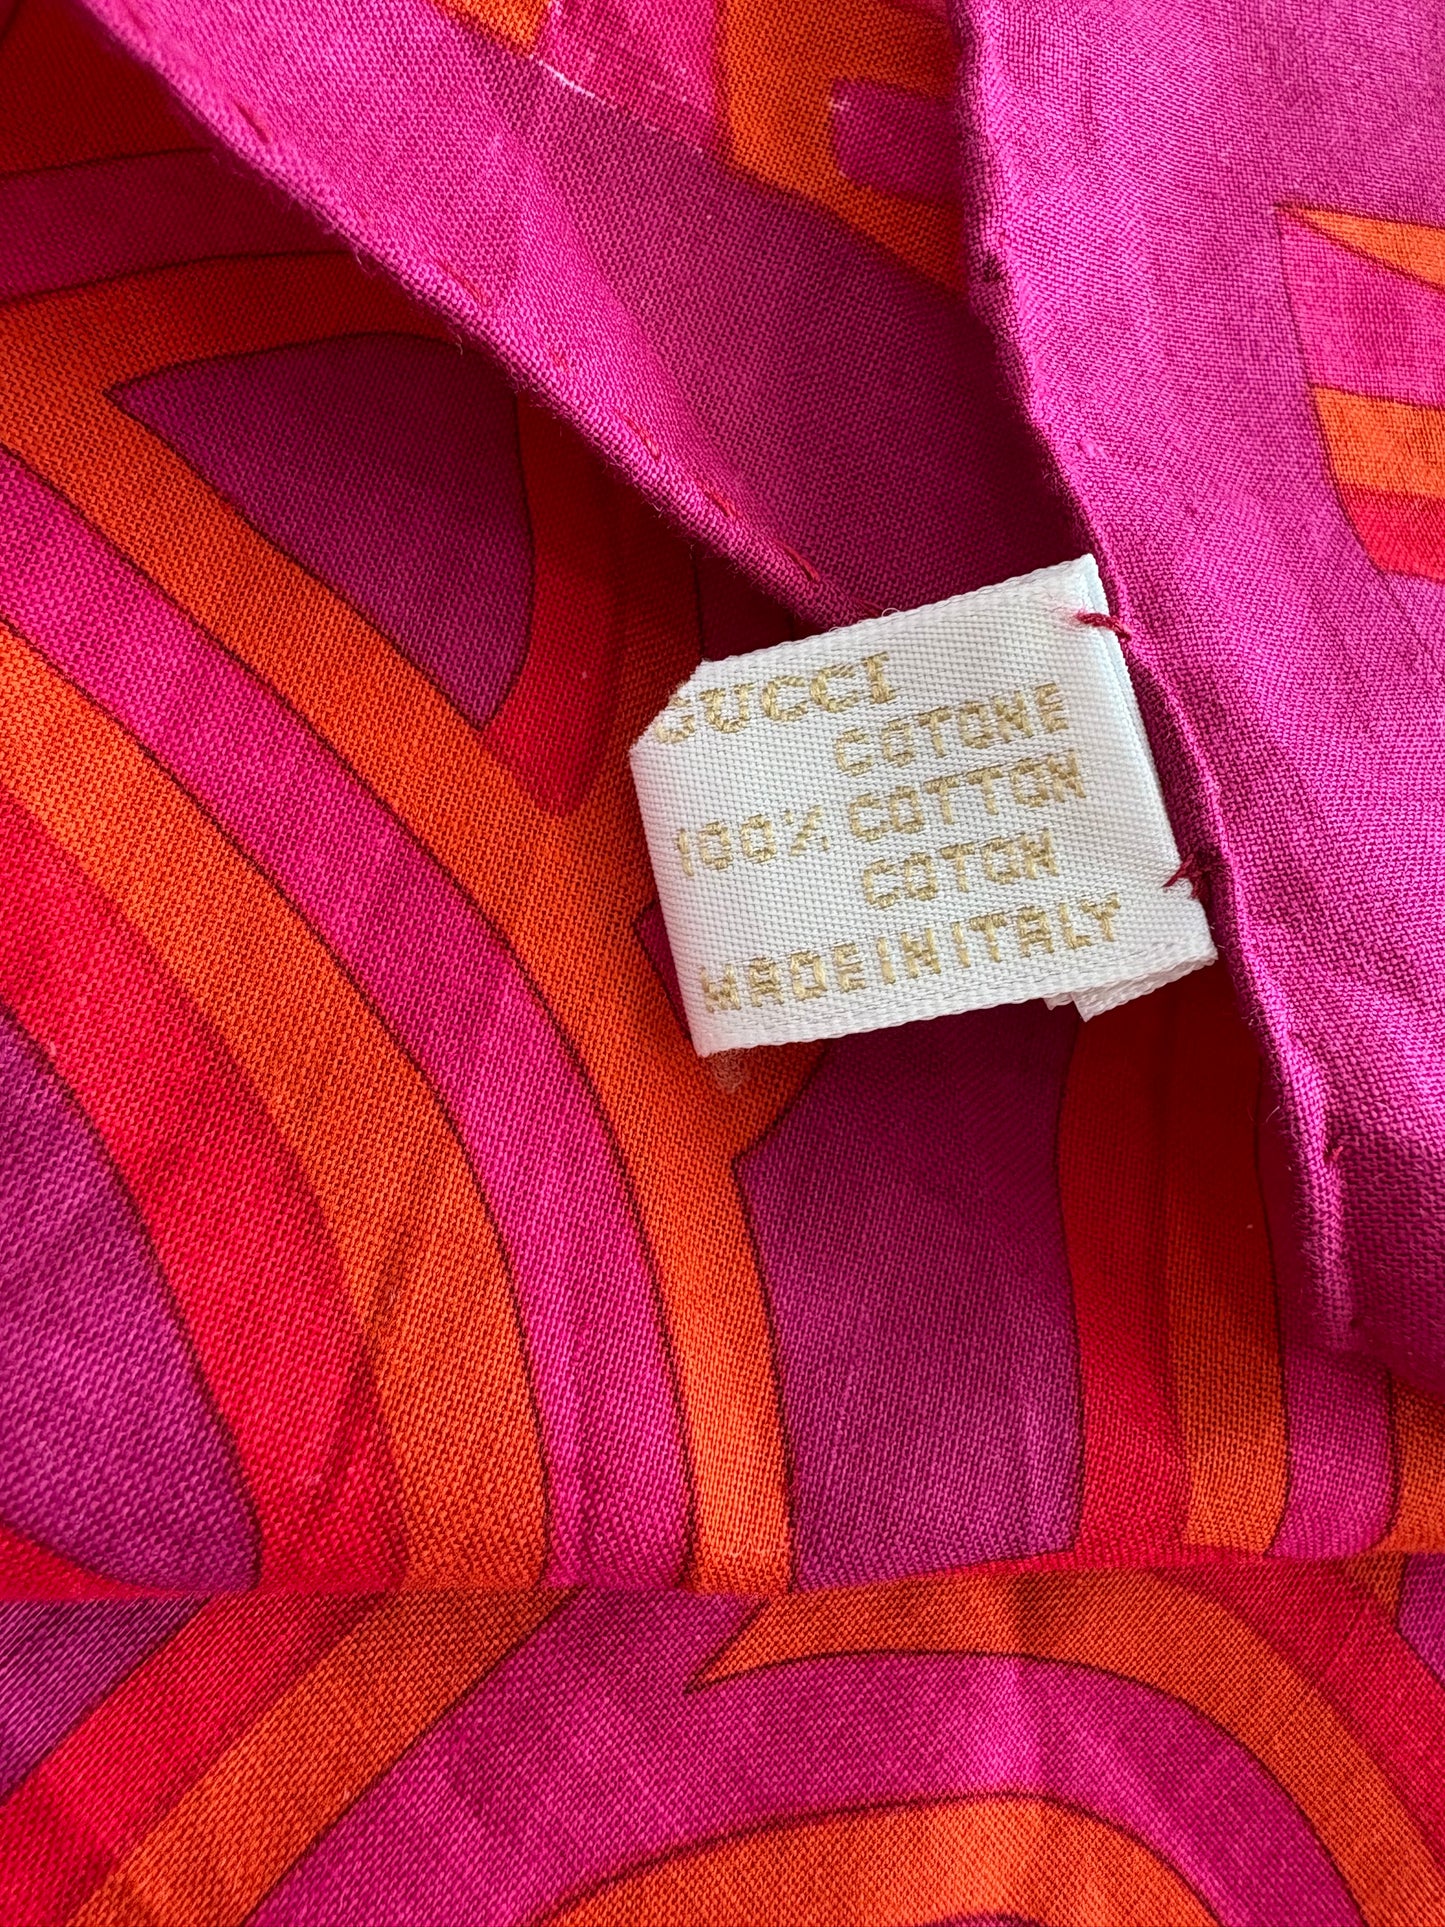 GUCCI
COTONE
100% COTTON
COTON
MADE IN ITALY